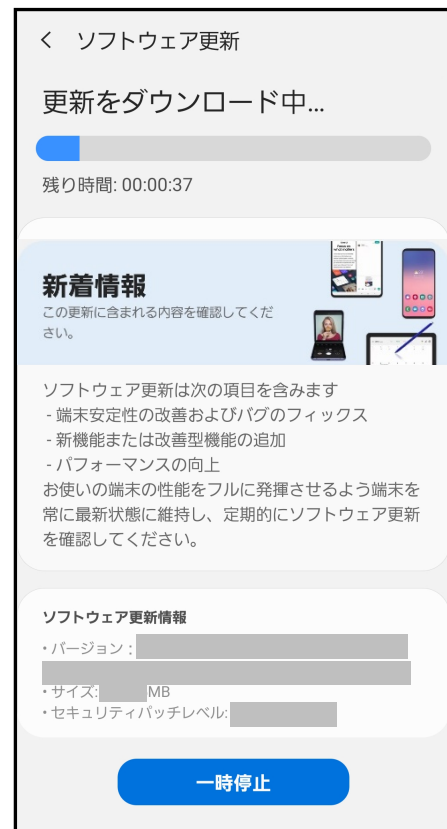 ソフトウェア更新
更新をダウンロード中...
残り時間: 00:00:37
新着情報
この更新に含まれる内容を確認してくだ
さい。
ソフトウェア更新は次の項目を含みます
- 端末安定性の改善およびバグのフィックス
- 新機能または改善型機能の追加
- パフォーマンスの向上
お使いの端末の性能をフルに発揮させるよう端末を
常に最新状態に維持し、定期的にソフトウェア更新
を確認してください。
ソフトウェア更新情報
・バージョン :
・サイズ: MB
・セキュリティパッチレベル:
一時停止